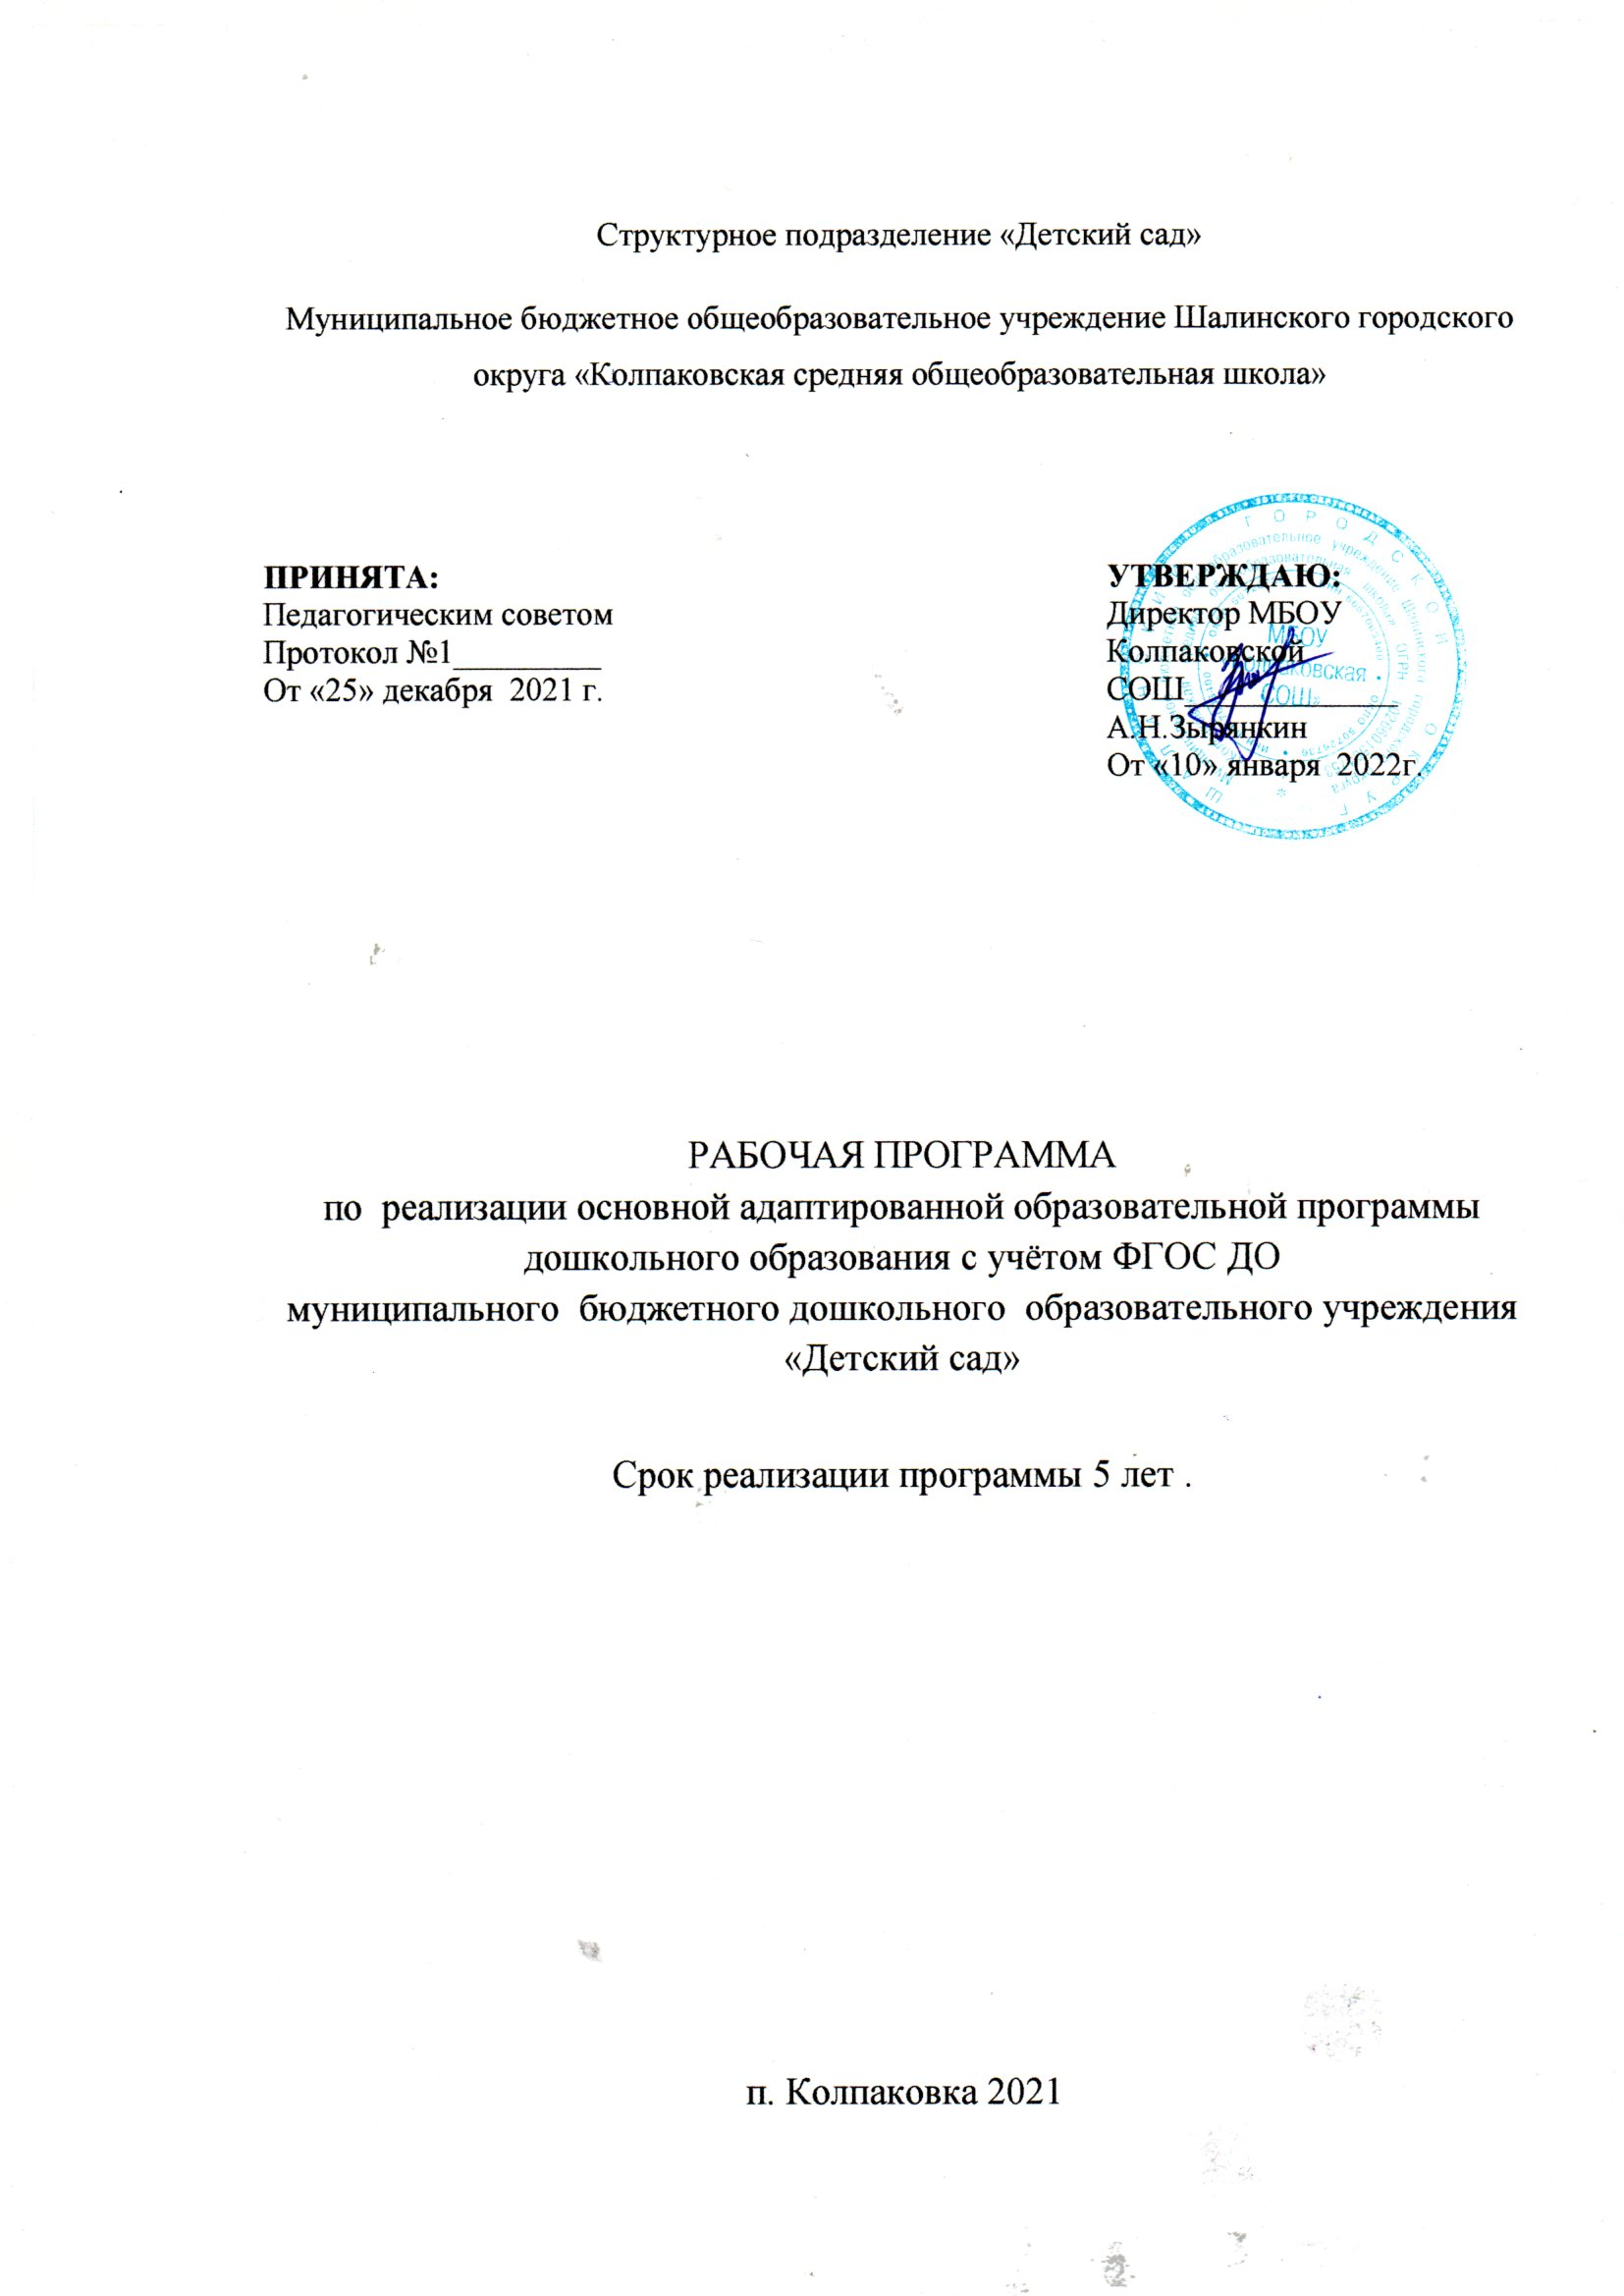 Структурное подразделение «Детский сад»
Муниципальное бюджетное общеобразовательное учреждение Шалинского городского
округа «Колпаковская средняя общеобразовательная школа»
ПРИНЯТА:
Педагогическим советом
Протокол №1_________
От «25» декабря  2021 г.
УТВЕРЖДАЮ:
Директор МБОУ
Колпаковской
СОШ_____________
А.Н.Зырянкин
От «10» января  2022г.
МБОУ
СОШ»
РАБОЧАЯ ПРОГРАММА
по  реализации основной адаптированной образовательной программы
дошкольного образования с учётом ФГОС ДО
муниципального  бюджетного дошкольного  образовательного учреждения
«Детский сад»
Срок реализации программы 5 лет .
п. Колпаковка 2021